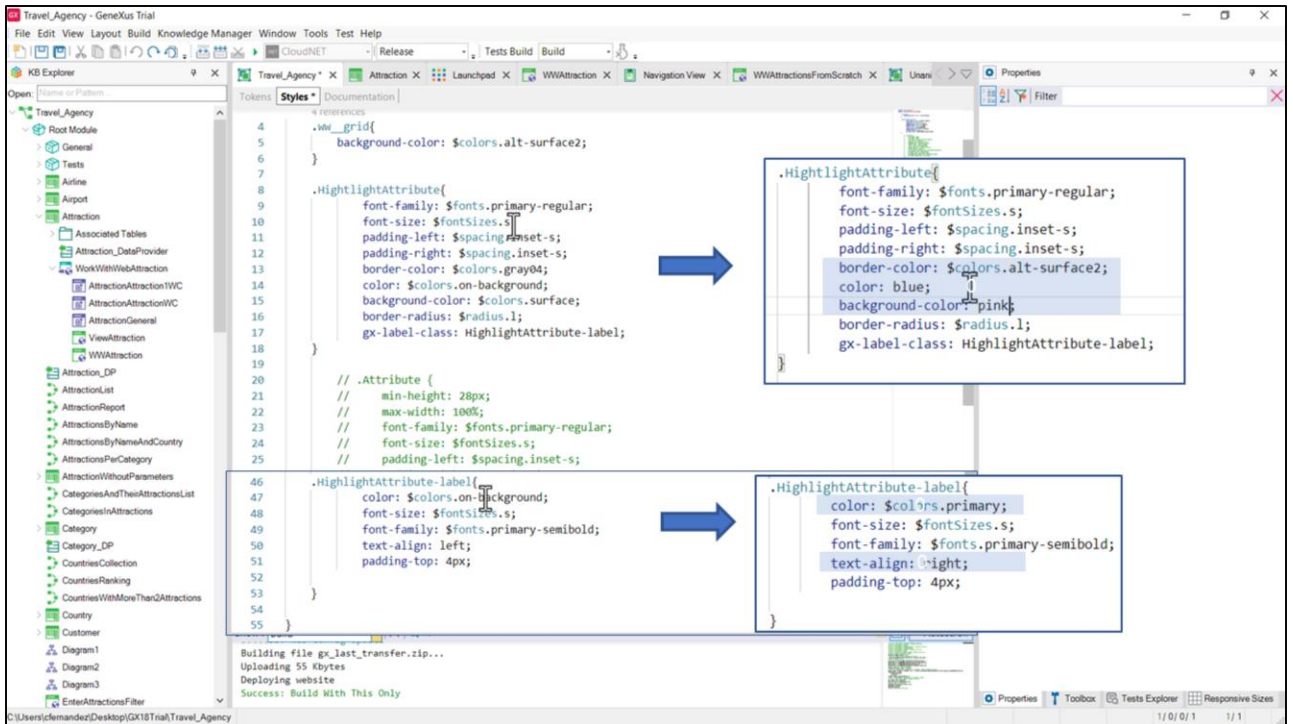 GX Travel_Agency - GeneXus Trial
File Edit View Layout Build Knowledge Manager Window Tools Test Help
CloudNET Release Tests Build Build
KB Explorer
Open: Name or Pattern ...
Travel_Agency
Root Module
General
Tests
Airline
Airport
Attraction
Associated Tables
Attraction_DataProvider
WorkWithWebAttraction
AttractionAttraction1WC
AttractionAttractionWC
AttractionGeneral
ViewAttraction
WWAttraction
Attraction_DP
AttractionList
AttractionReport
AttractionsByName
AttractionsByNameAndCountry
AttractionsPerCategory
AttractionWithoutParameters
CategoriesAndTheirAttractionsList
CategoriesInAttractions
Category
Category_DP
CountriesCollection
CountriesRanking
CountriesWithMoreThan2Attractions
Country
Customer
Diagram1
Diagram2
Diagram3
EnterAttractionsFilter
Travel_Agency* X Attraction X Launchpad X WWAttraction X Navigation View X WWAttractionsFromScratch X Unani
Tokens Styles * Documentation
4 references
4 .ww__grid{
5 background-color: $colors.alt-surface2;
6 }
7
8 .HightlightAttribute{
9 font-family: $fonts.primary-regular;
10 font-size: $fontSizes.s;
11 padding-left: $spacing.inset-s;
12 padding-right: $spacing.inset-s;
13 border-color: $colors.gray04;
14 color: $colors.on-background;
15 background-color: $colors.surface;
16 border-radius: $radius.l;
17 gx-label-class: HighlightAttribute-label;
18 }
19
20 // .Attribute {
21 // min-height: 28px;
22 // max-width: 100%;
23 // font-family: $fonts.primary-regular;
24 // font-size: $fontSizes.s;
25 // padding-left: $spacing.inset-s;
46 .HighlightAttribute-label{
47 color: $colors.on-background;
48 font-size: $fontSizes.s;
49 font-family: $fonts.primary-semibold;
50 text-align: left;
51 padding-top: 4px;
52
53 }
54
55 }
Building file gx_last_transfer.zip...
Uploading 55 Kbytes
Deploying website
Success: Build With This Only
.HightlightAttribute{
font-family: $fonts.primary-regular;
font-size: $fontSizes.s;
padding-left: $spacing.inset-s;
padding-right: $spacing.inset-s;
border-color: $colors.alt-surface2;
color: blue;
background-color: pink;
border-radius: $radius.l;
gx-label-class: HighlightAttribute-label;
}
.HighlightAttribute-label{
color: $colors.primary;
font-size: $fontSizes.s;
font-family: $fonts.primary-semibold;
text-align: right;
padding-top: 4px;
}
Properties
Filter
Properties Toolbox Tests Explorer Responsive Sizes
C:\Users\cfernandez\Desktop\GX18Trial\Travel_Agency
1/ 0/ 0/ 1 1/ 1